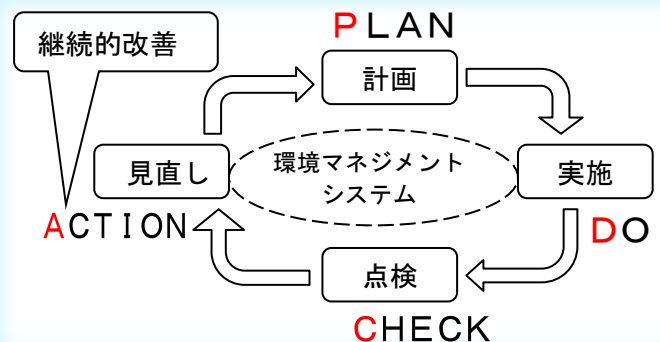 継続的改善
PLAN
計画
見直し
環境マネジメント
システム
実施
ACTION
DO
点検
CHECK